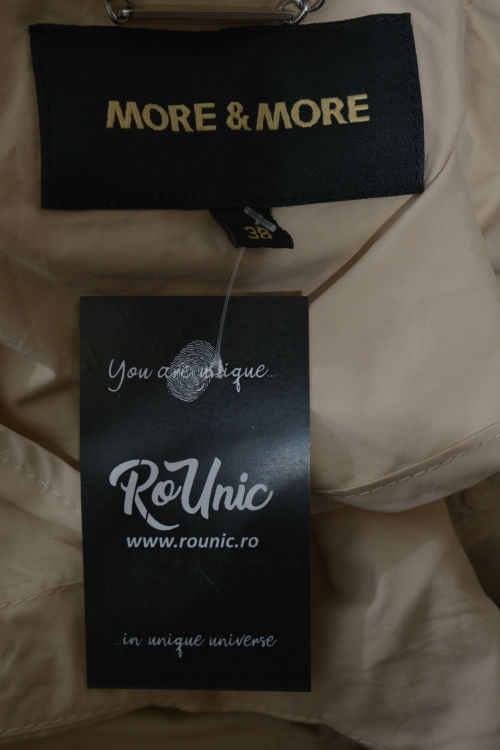 MORE & MORE
38
You are unique...
RoUnic
www.rounic.ro
...in unique universe